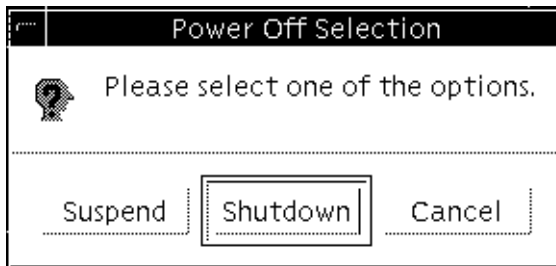 Power Off Selection
Please select one of the options.
Suspend Shutdown Cancel